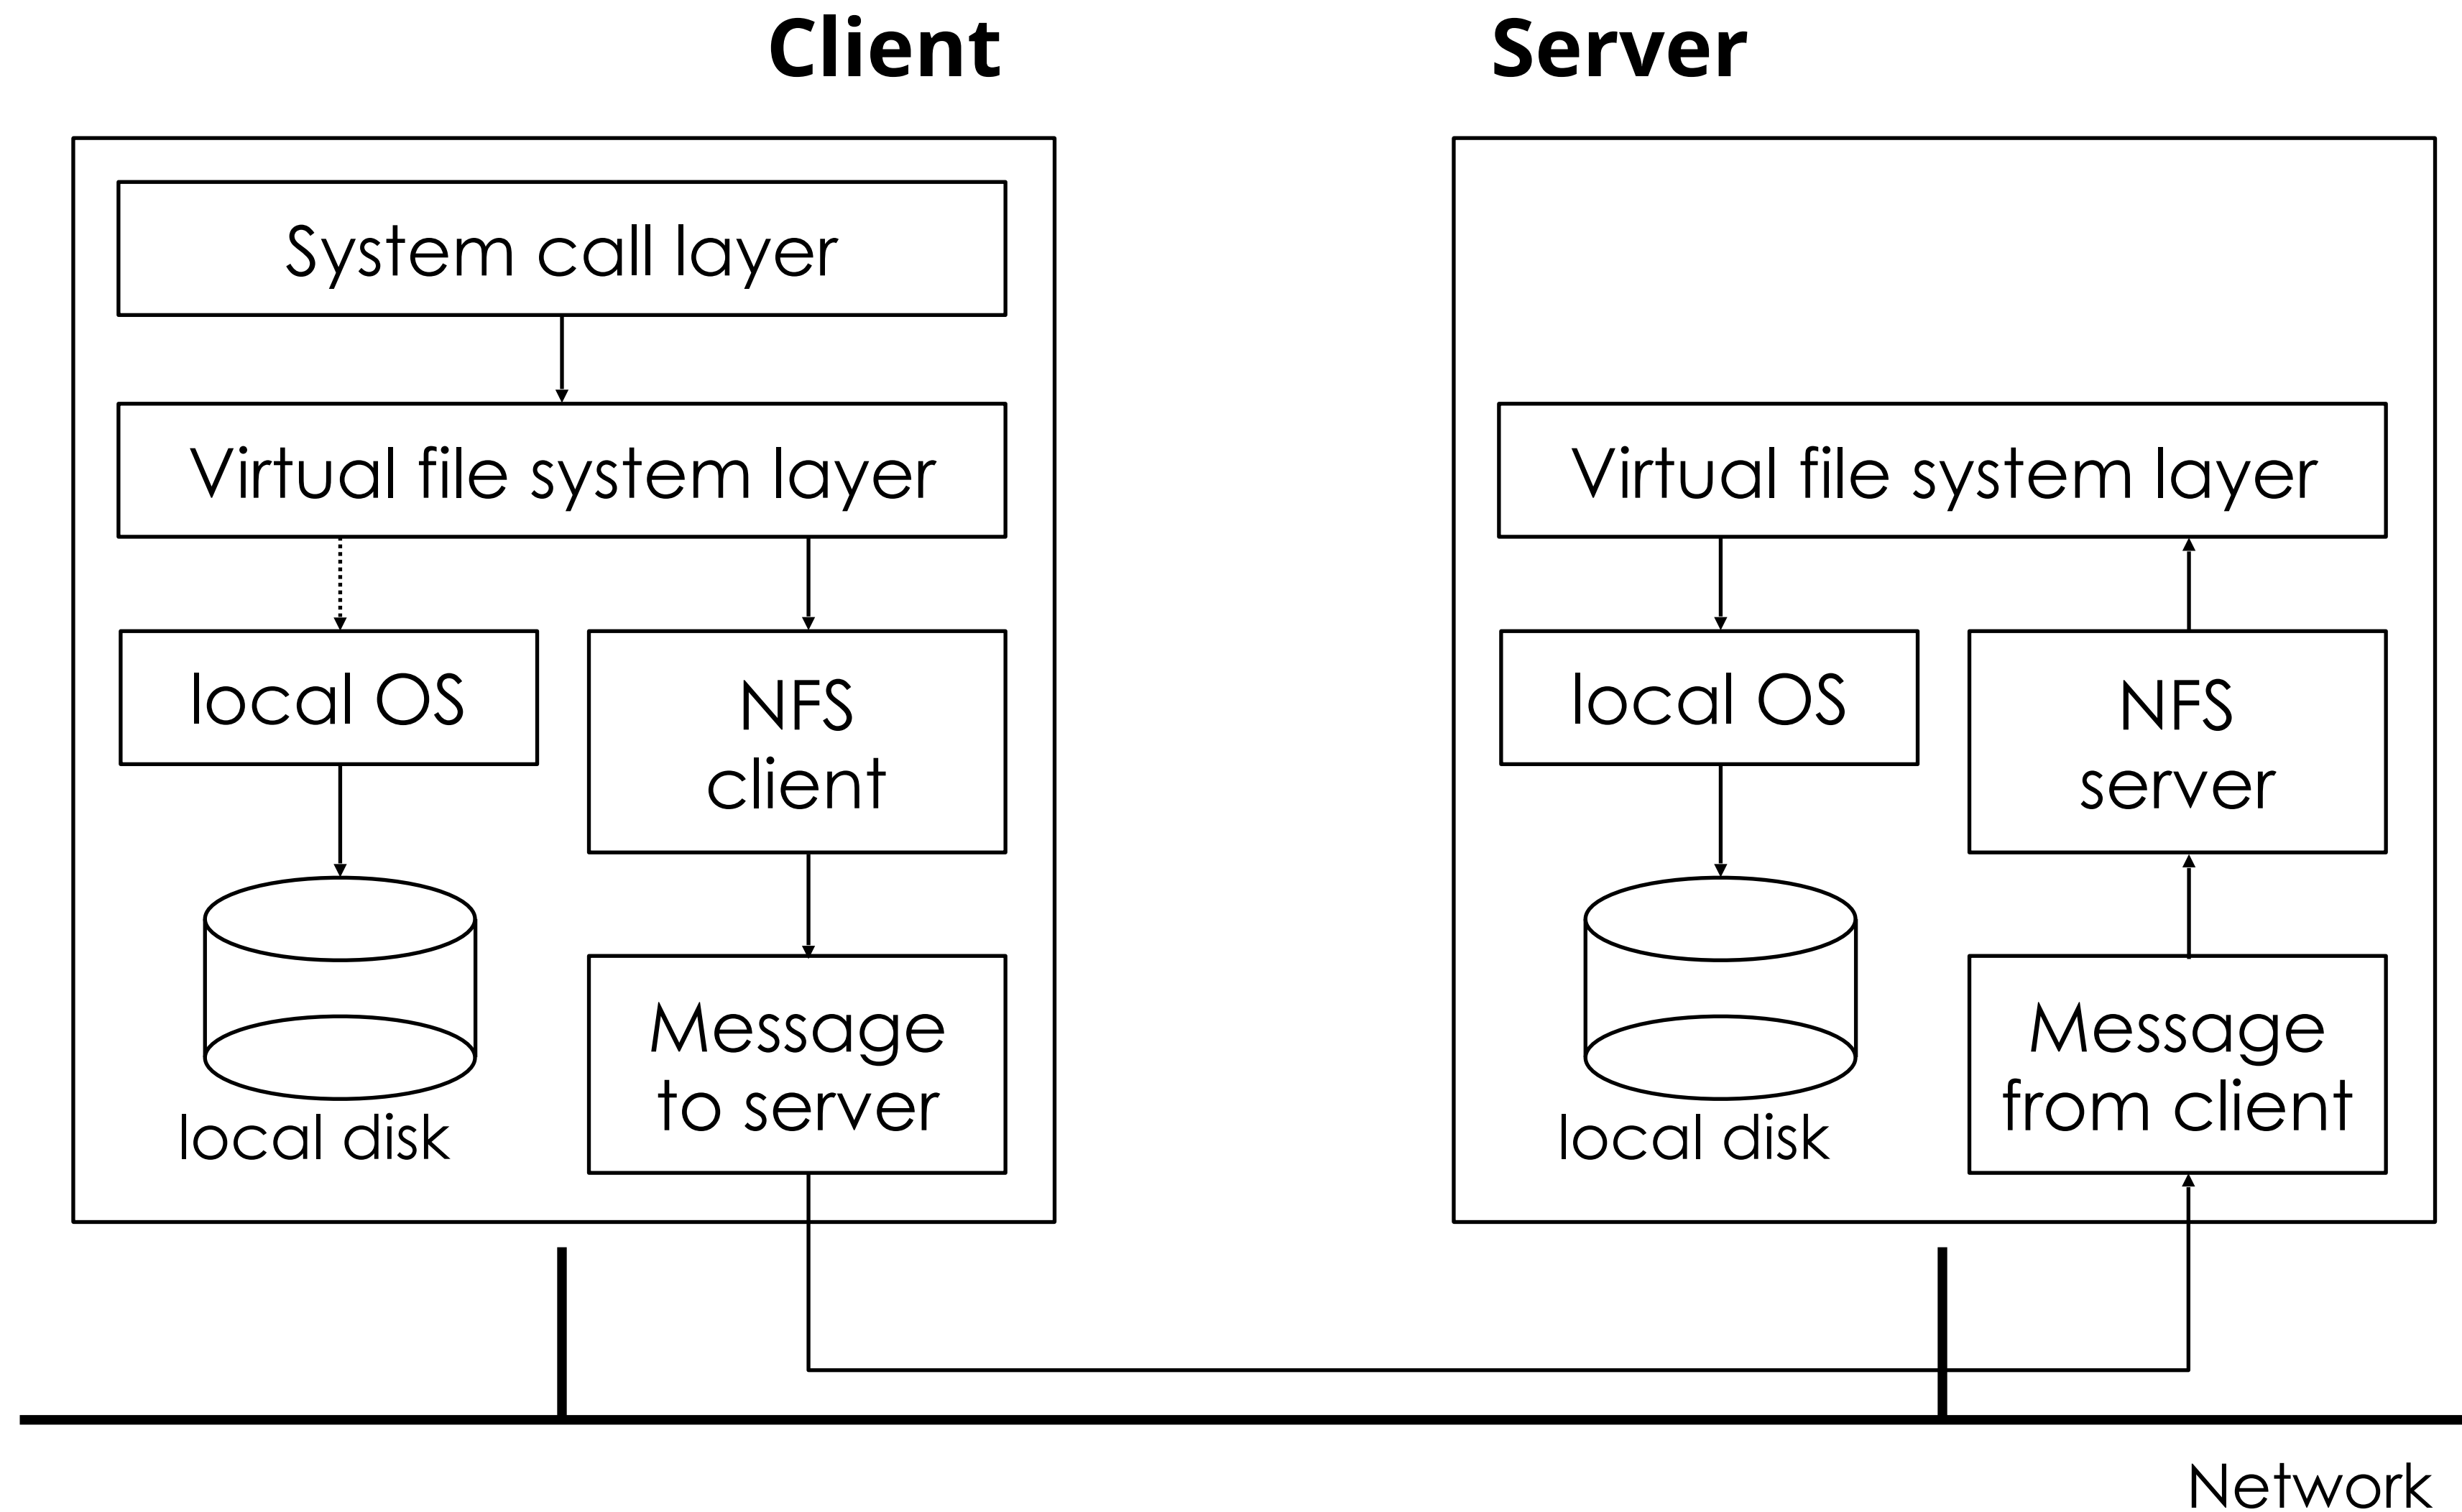 Client
Server
System call layer
Virtual file system layer
local OS
NFS
client
local disk
Message
to server
Virtual file system layer
local OS
NFS
server
local disk
Message
from client
Network